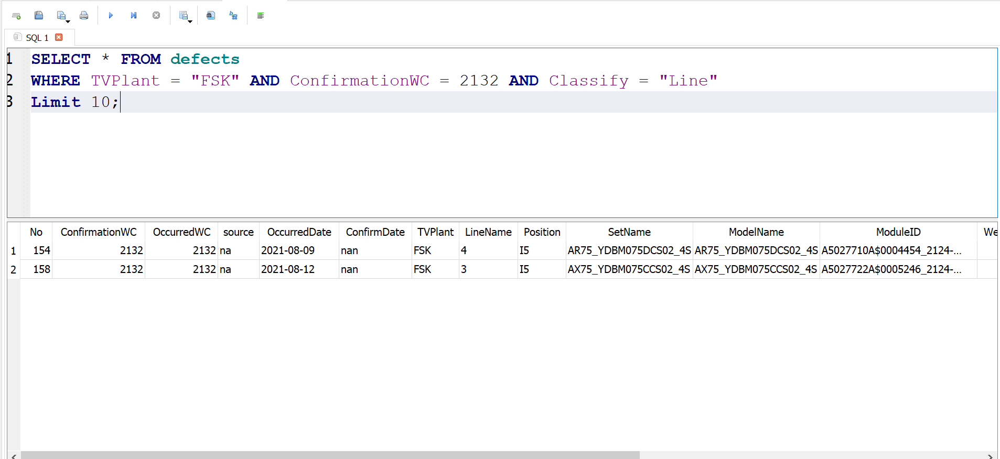 SQL 1
1 SELECT * FROM defects
2 WHERE TVPlant = "FSK" AND ConfirmationWC = 2132 AND Classify = "Line"
3 Limit 10;
No ConfirmationWC OccurredWC source OccurredDate ConfirmDate TVPlant LineName Position SetName ModelName ModuleID We
1 154 2132 2132 na 2021-08-09 nan FSK 4 I5 AR75_YDBM075DCS02_4S AR75_YDBM075DCS02_4S A5027710A$0004454_2124-...
2 158 2132 2132 na 2021-08-12 nan FSK 3 I5 AX75_YDBM075CCS02_4S AX75_YDBM075CCS02_4S A5027722A$0005246_2124-...